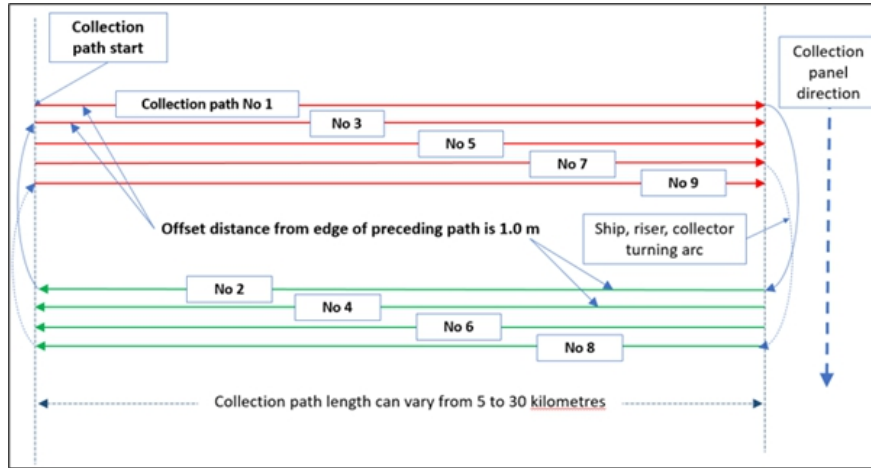 Collection
path start
Collection
panel
direction
Collection path No 1
No 3
No 5
No 7
No 9
Offset distance from edge of preceding path is 1.0 m
Ship, riser, collector
turning arc
No 2
No 4
No 6
No 8
Collection path length can vary from 5 to 30 kilometres